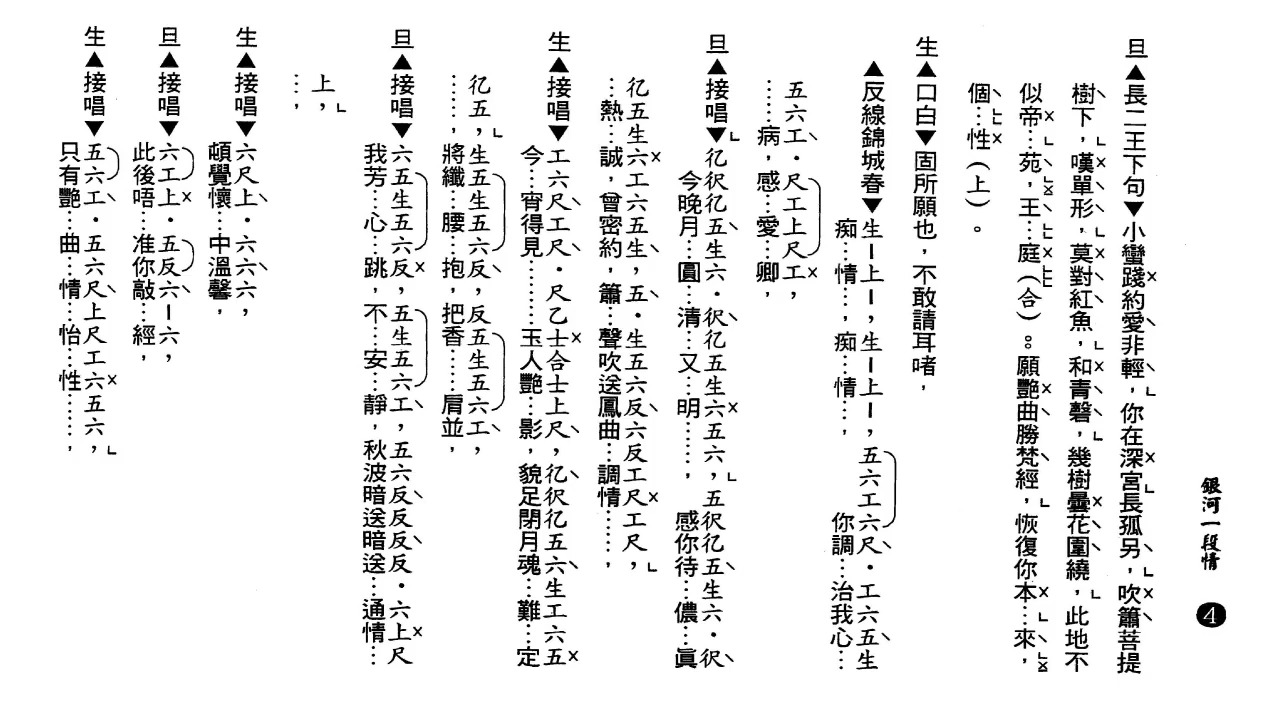 銀河一段情 4
旦▲長二王下句▼小蠻踐約愛非輕,你在深宮長孤另,吹簫菩提
樹下,嘆單形,莫對紅魚,和青磬,幾樹曇花圍繞,此地不
似帝…苑,王…庭(合)。願艷曲勝梵經,恢復你本…來,
個…性(上)。
生▲口白▼固所願也,不敢請耳啫,
▲反線錦城春▼生ー上ー,生ー上ー,五六工六尺・工六五生
痴…情…,痴…情…,你調…治我心…
五六工・尺工上尺工,
……病,感…愛…卿,
旦▲接唱▼仩伬仩五生六・伬仩五生六五六,五伬仩五生六・伬
今晚月…圓…清…又…明……,感你待…儂…眞
仩五生六工六五生,五・生五六反六反工尺工尺,
…熱…誠,曾密約,簫…聲吹送鳳曲…調情……,
生▲接唱▼工六尺工尺・尺乙士合士上尺,仩伬仩五六生工六五
今…宵得見………玉人艷…影,貌足閉月魂…難…定
仩五,生五生五六反,反五生五六工,
……,將纖…腰…抱,把香……肩並,
旦▲接唱▼六五生五六反,五生五六工,五六反反反反・六上尺
我芳…心…跳,不…安…靜,秋波暗送暗送…通情…
上,
…,
生▲接唱▼六尺上・六六六,
頓覺懷…中溫馨,
旦▲接唱▼六工上・五反六ー六,
此後唔…准你敲…經,
生▲接唱▼五六工・五六尺上尺工六五六,
只有艷…曲…情…怡…性………,